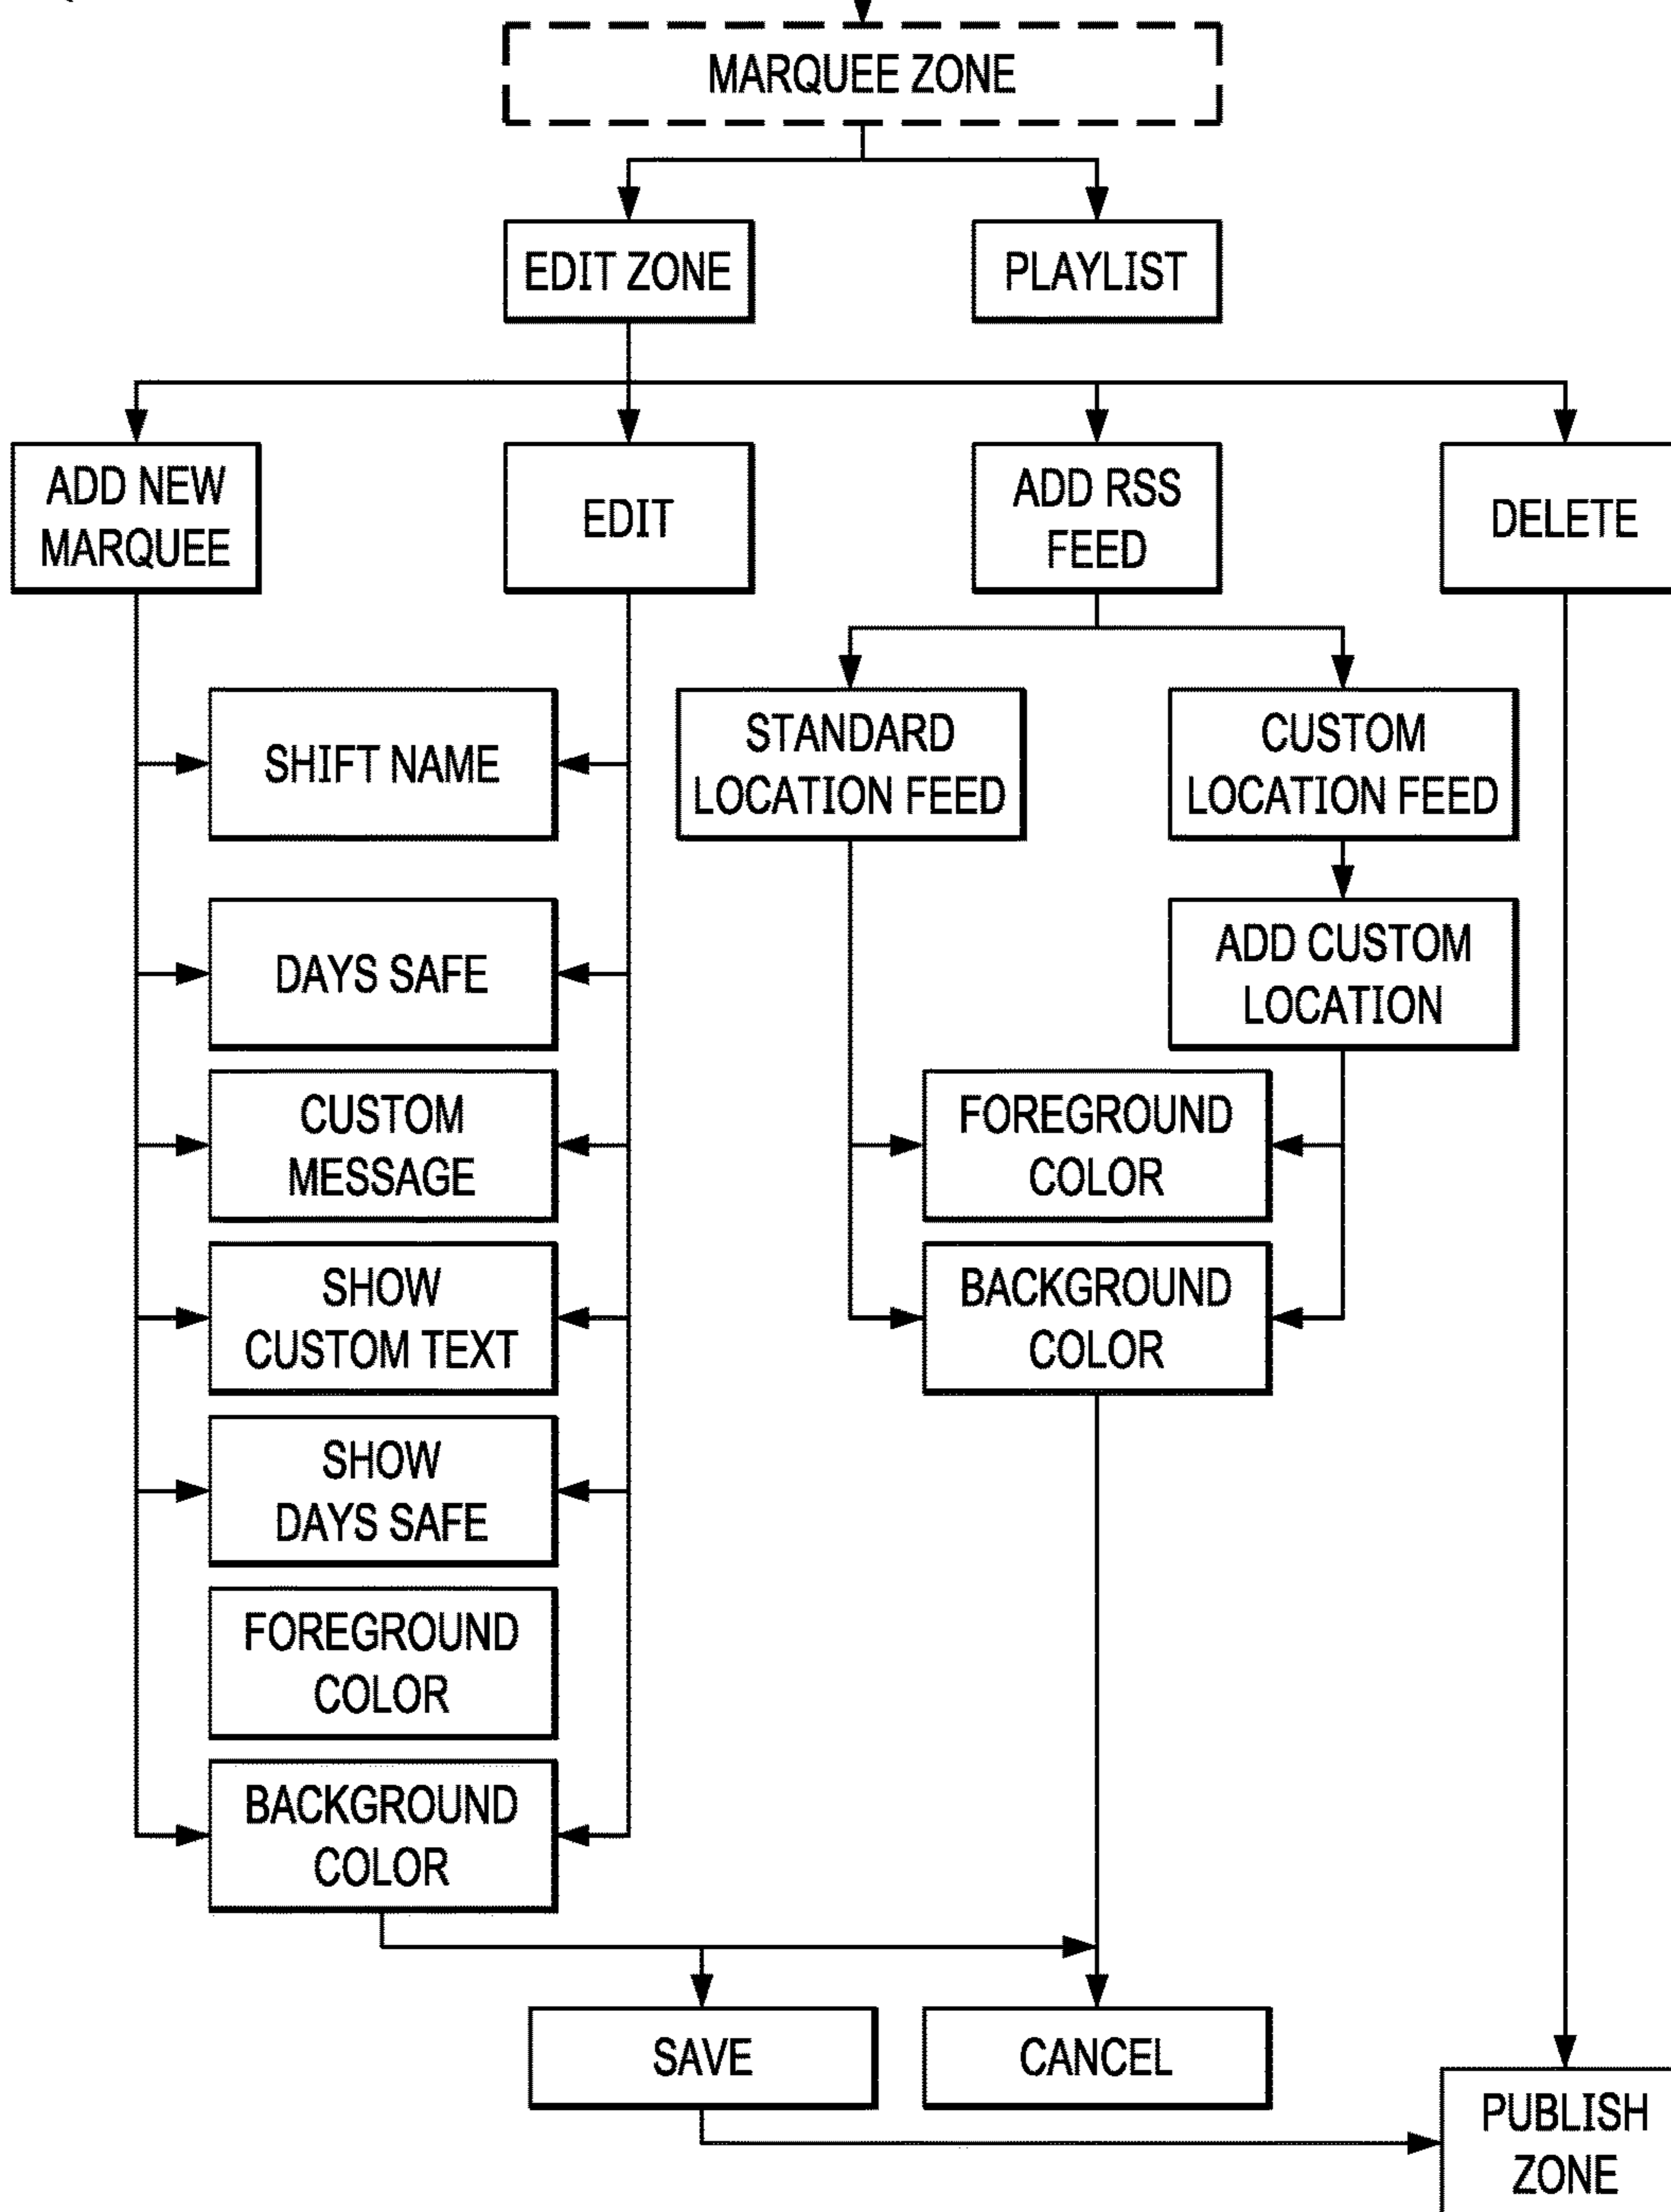 MARQUEE ZONE
EDIT ZONE
PLAYLIST
ADD NEW
MARQUEE
EDIT
ADD RSS
FEED
DELETE
SHIFT NAME
STANDARD
LOCATION FEED
CUSTOM
LOCATION FEED
DAYS SAFE
ADD CUSTOM
LOCATION
CUSTOM
MESSAGE
FOREGROUND
COLOR
SHOW
CUSTOM TEXT
BACKGROUND
COLOR
SHOW
DAYS SAFE
FOREGROUND
COLOR
BACKGROUND
COLOR
SAVE
CANCEL
PUBLISH
ZONE